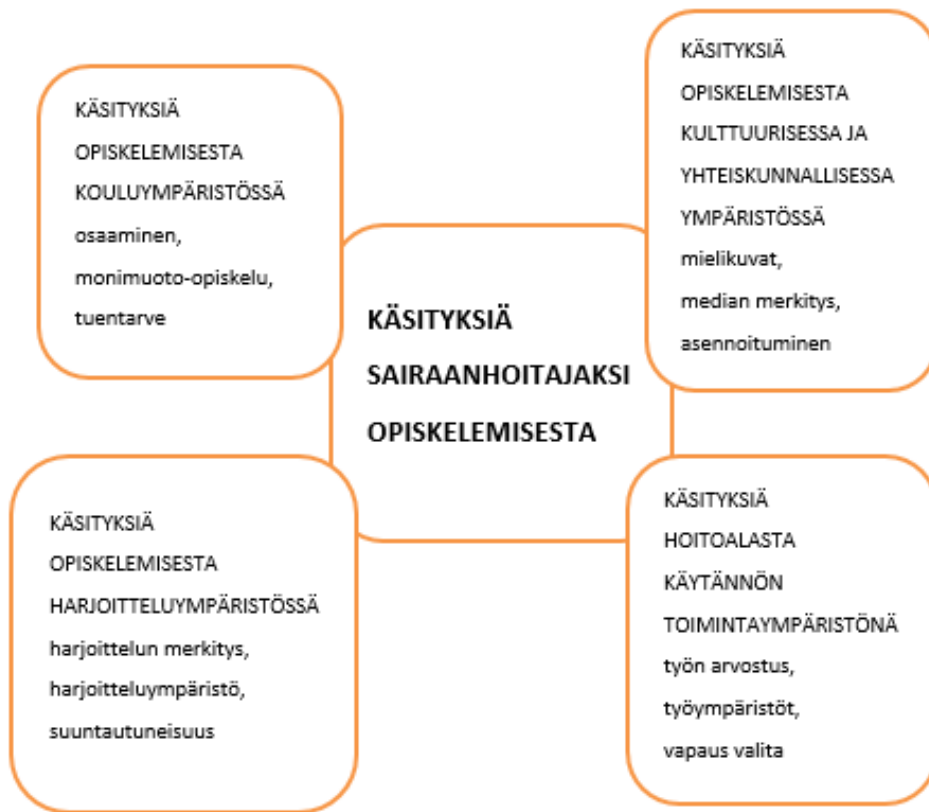 KÄSITYKSIÄ
OPISKELEMISESTA
KOULUYMPÄRISTÖSSÄ
osaaminen,
monimuoto-opiskelu,
tuentarve
KÄSITYKSIÄ
OPISKELEMISESTA
KULTTUURISESSA JA
YHTEISKUNNALLISESSA
YMPÄRISTÖSSÄ
mielikuvat,
median merkitys,
asennoituminen
KÄSITYKSIÄ
SAIRAANHOITAJAKSI
OPISKELEMISESTA
KÄSITYKSIÄ
OPISKELEMISESTA
HARJOITTELUYMPÄRISTÖSSÄ
harjoittelun merkitys,
harjoitteluympäristö,
suuntautuneisuus
KÄSITYKSIÄ
HOITOALASTA
KÄYTÄNNÖN
TOIMINTAYMPÄRISTÖNÄ
työn arvostus,
työympäristöt,
vapaus valita